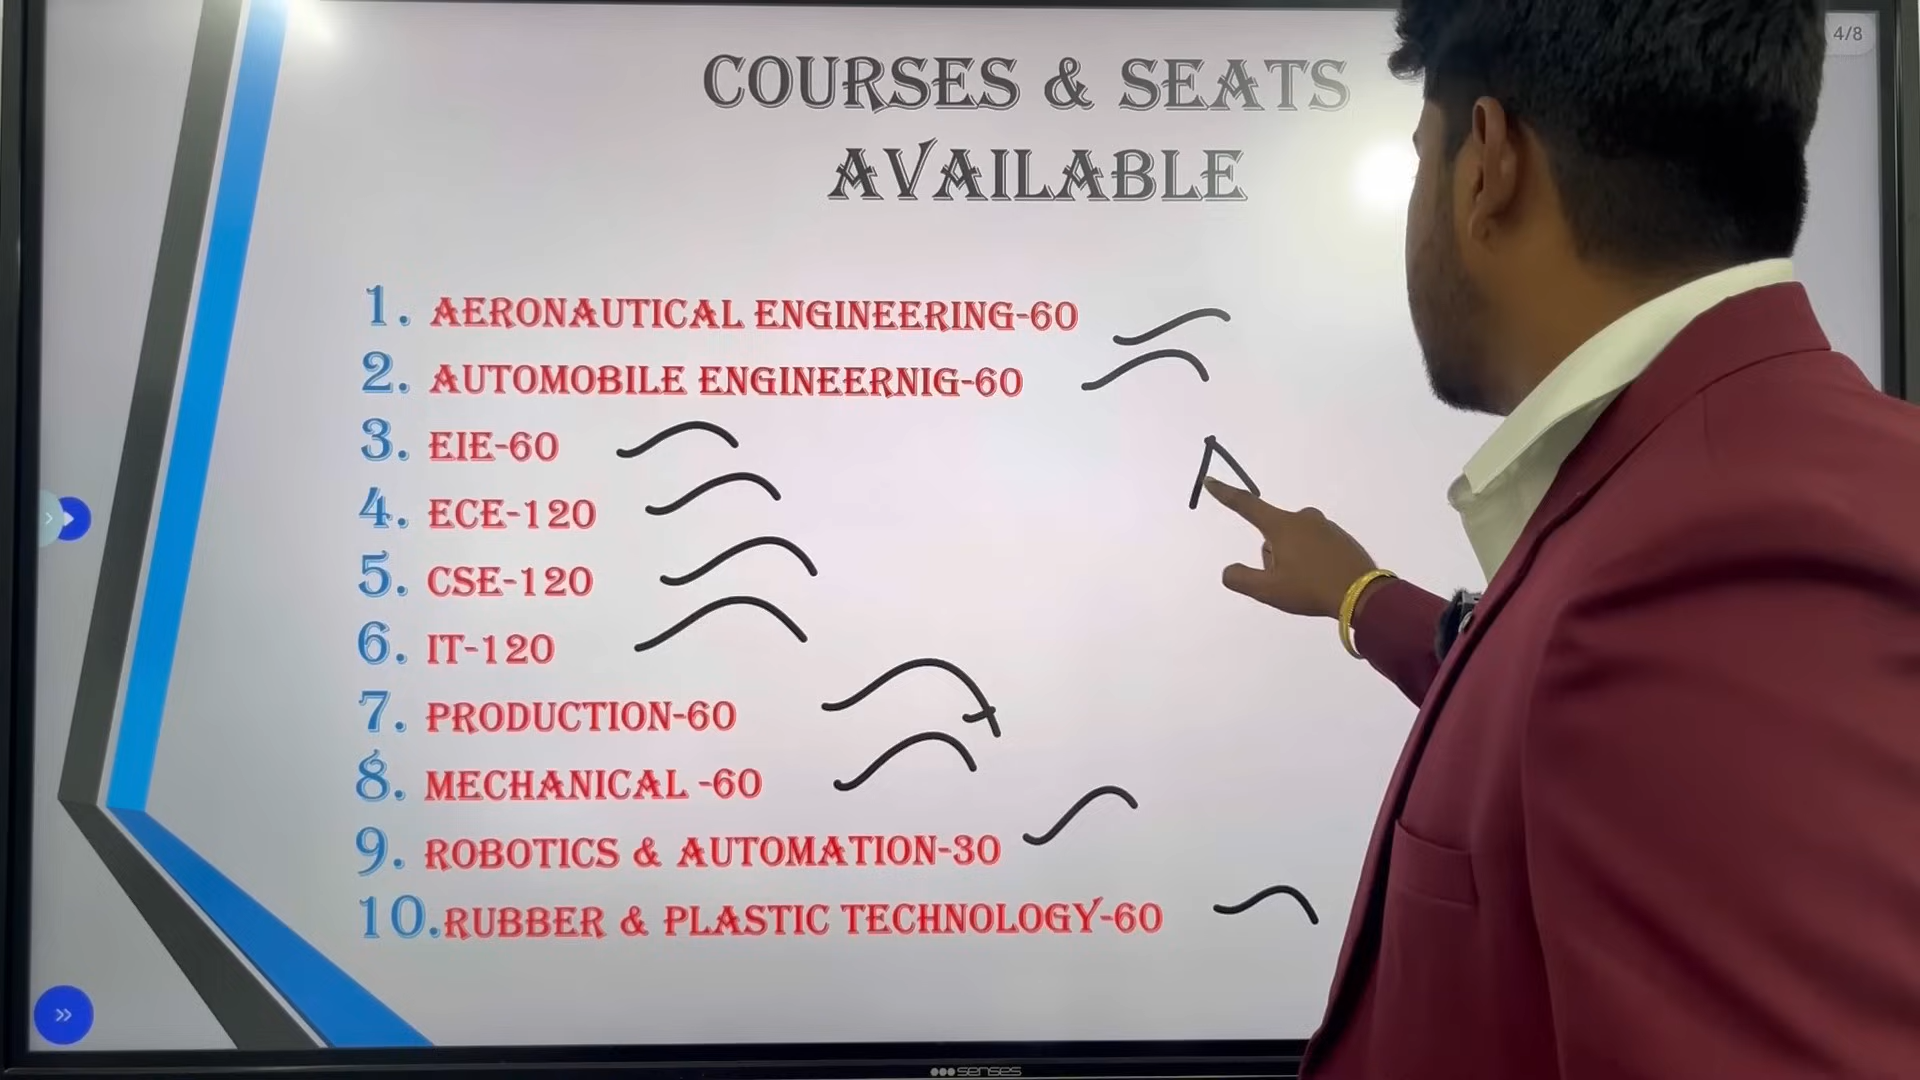 4/8
COURSES & SEATS
AVAILABLE
1. AERONAUTICAL ENGINEERING-60
2. AUTOMOBILE ENGINEERNIG-60
3. EIE-60
4. ECE-120
5. CSE-120
6. IT-120
7. PRODUCTION-60
8. MECHANICAL -60
9. ROBOTICS & AUTOMATION-30
10.RUBBER & PLASTIC TECHNOLOGY-60
senses